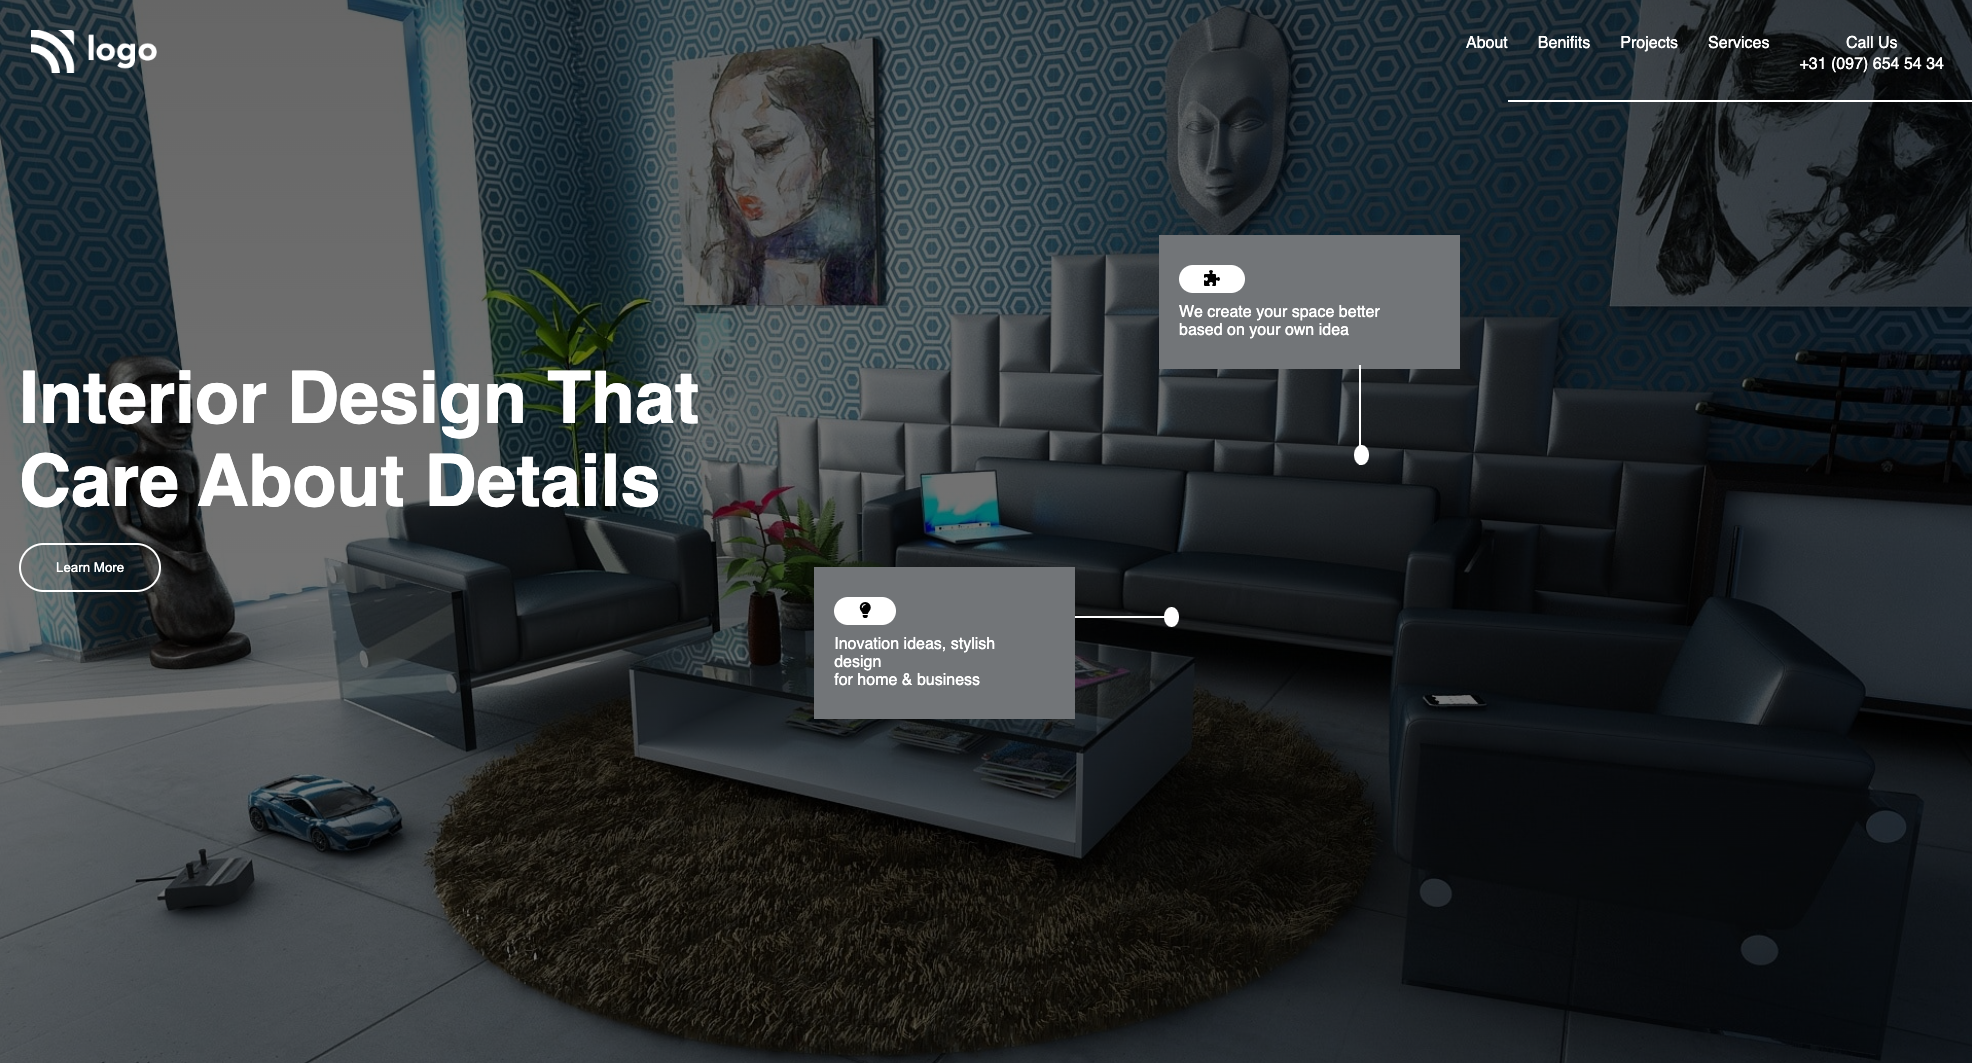 logo
About
Benifits
Projects
Services
Call Us
+31 (097) 654 54 34
We create your space better
based on your own idea
Interior Design That
Care About Details
Learn More
Inovation ideas, stylish
design
for home & business